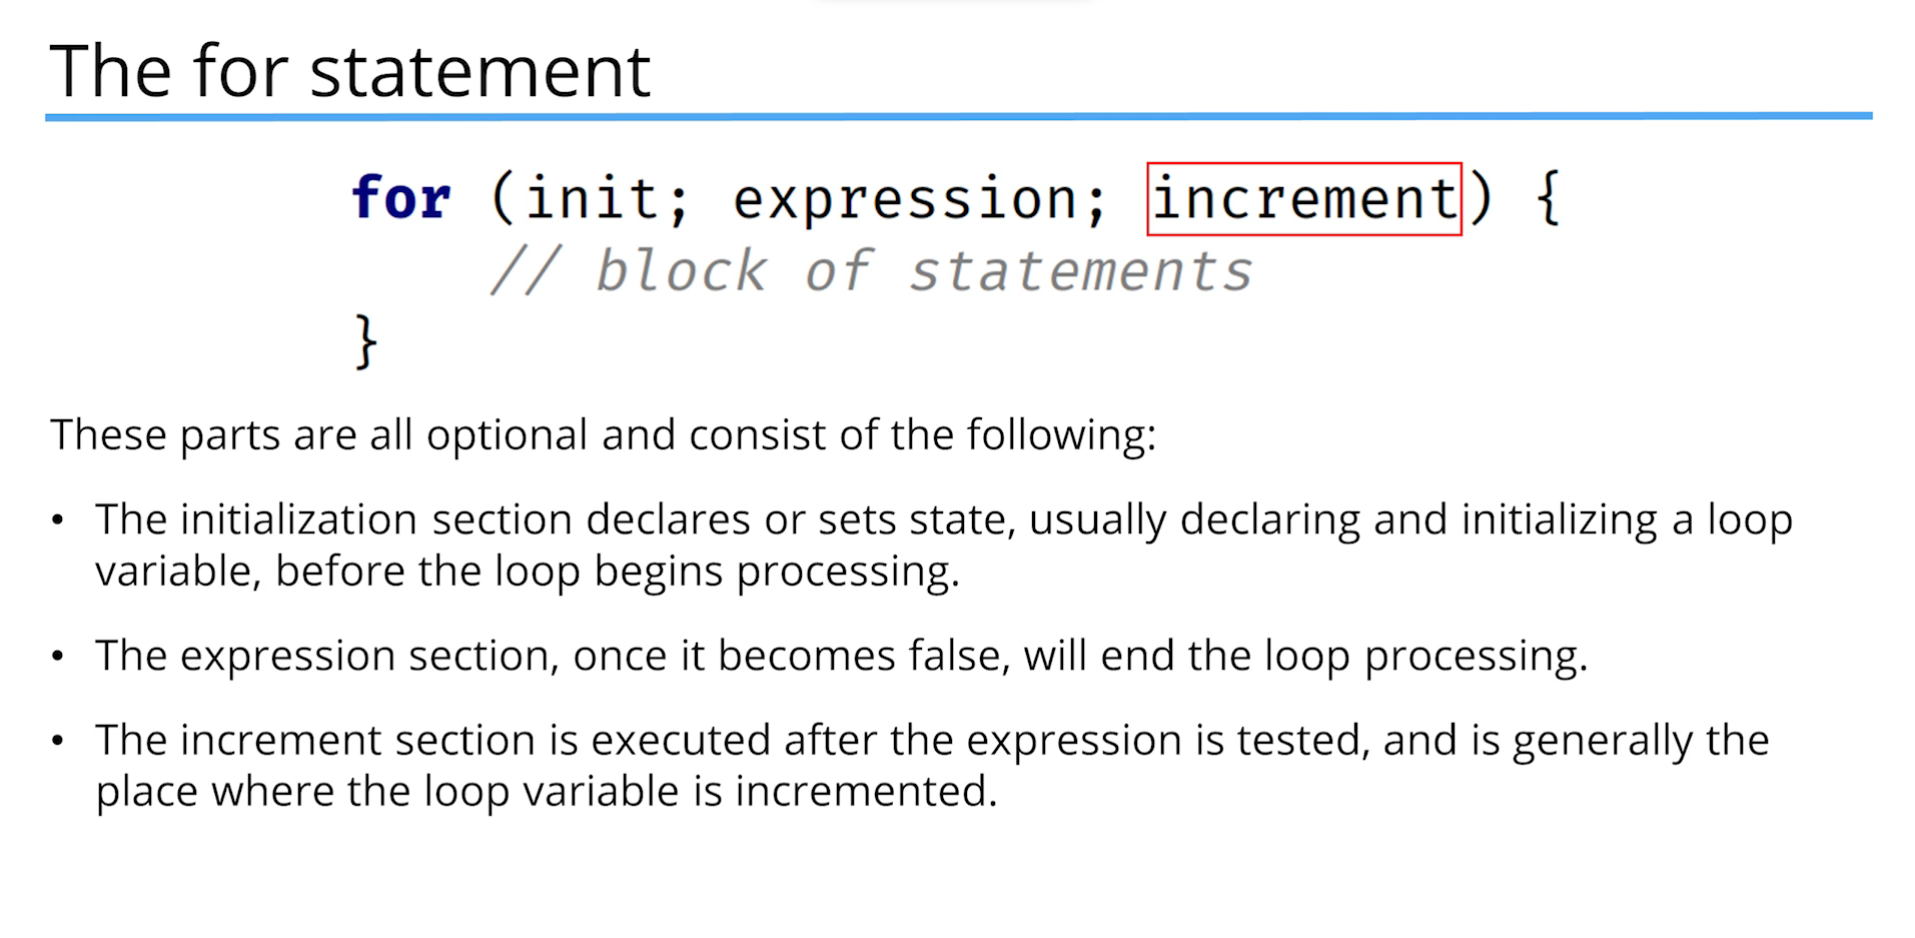 The for statement
for (init; expression; increment) {
// block of statements
}
These parts are all optional and consist of the following:
• The initialization section declares or sets state, usually declaring and initializing a loop
variable, before the loop begins processing.
• The expression section, once it becomes false, will end the loop processing.
• The increment section is executed after the expression is tested, and is generally the
place where the loop variable is incremented.